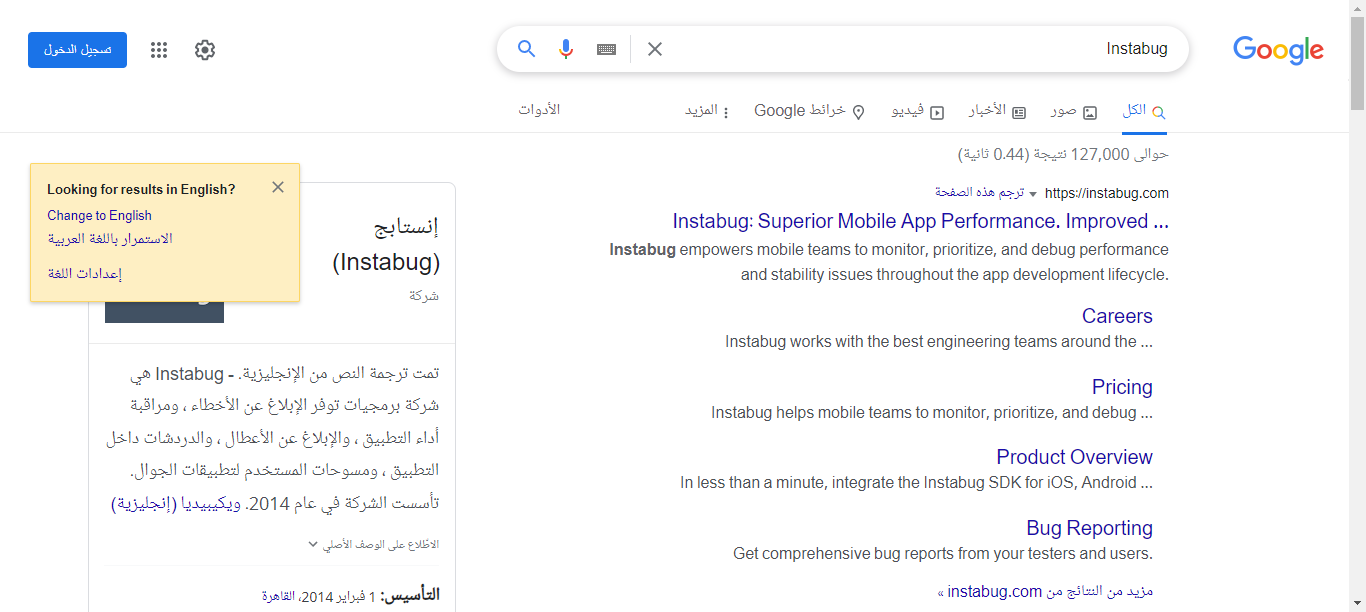 Google
Instabug
تسجيل الدخول
الكل
صور
الأخبار
فيديو
خرائط Google
المزيد
الأدوات
حوالى 127,000 نتيجة (0.44 ثانية)
https://instabug.com ترجم هذه الصفحة
Instabug: Superior Mobile App Performance. Improved ...
Instabug empowers mobile teams to monitor, prioritize, and debug performance
and stability issues throughout the app development lifecycle.
Careers
Instabug works with the best engineering teams around the ...
Pricing
Instabug helps mobile teams to monitor, prioritize, and debug ...
Product Overview
In less than a minute, integrate the Instabug SDK for iOS, Android ...
Bug Reporting
Get comprehensive bug reports from your testers and users.
مزيد من النتائج من instabug.com »
Looking for results in English?
Change to English
الاستمرار باللغة العربية
إعدادات اللغة
إنستابج
(Instabug)
شركة
تمت ترجمة النص من الإنجليزية. - Instabug هي
شركة برمجيات توفر الإبلاغ عن الأخطاء ، ومراقبة
أداء التطبيق ، والإبلاغ عن الأعطال ، والدردشات داخل
التطبيق ، ومسوحات المستخدم لتطبيقات الجوال.
تأسست الشركة في عام 2014. ويكيبيديا (إنجليزية)
الاطّلاع على الوصف الأصلي
التأسيس: 1 فبراير 2014، القاهرة